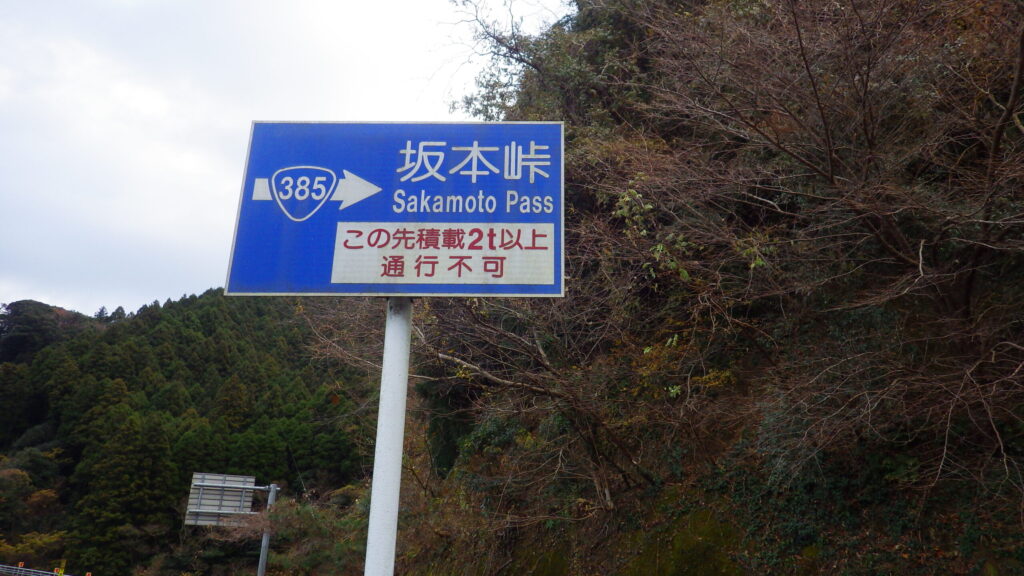 385
坂本峠
Sakamoto Pass
この先積載2t以上
通行不可